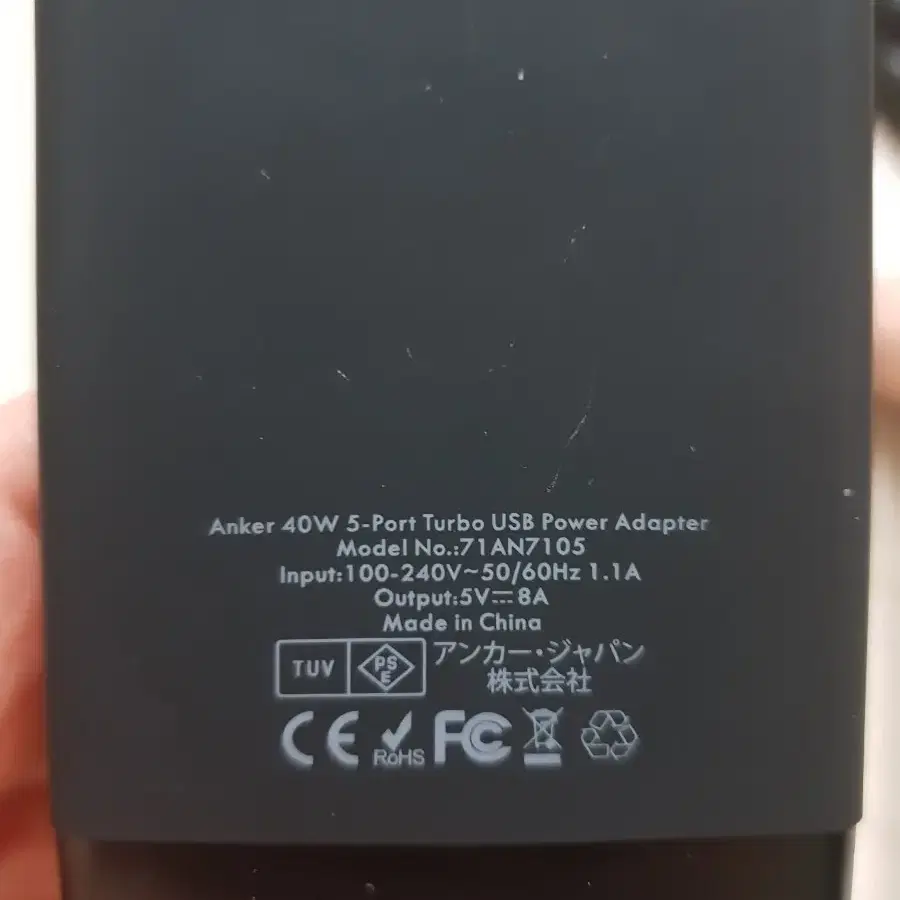 Anker 40W 5-Port Turbo USB Power Adapter
Model No.:71AN7105
Input:100-240V~50/60Hz 1.1A
Output:5V⎓8A
Made in China
TUV PSE アンカー・ジャパン
株式会社
CE RoHS FC